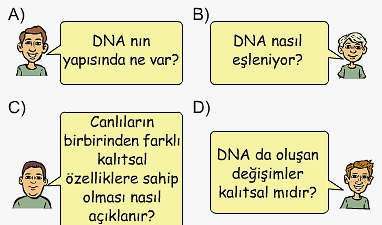 A)
DNA nın
yapısında ne var?
B)
DNA nasıl
eşleniyor?
C)
Canlıların
birbirinden farklı
kalıtsal
özelliklere sahip
olması nasıl
açıklanır?
D)
DNA da oluşan
değişimler
kalıtsal mıdır?